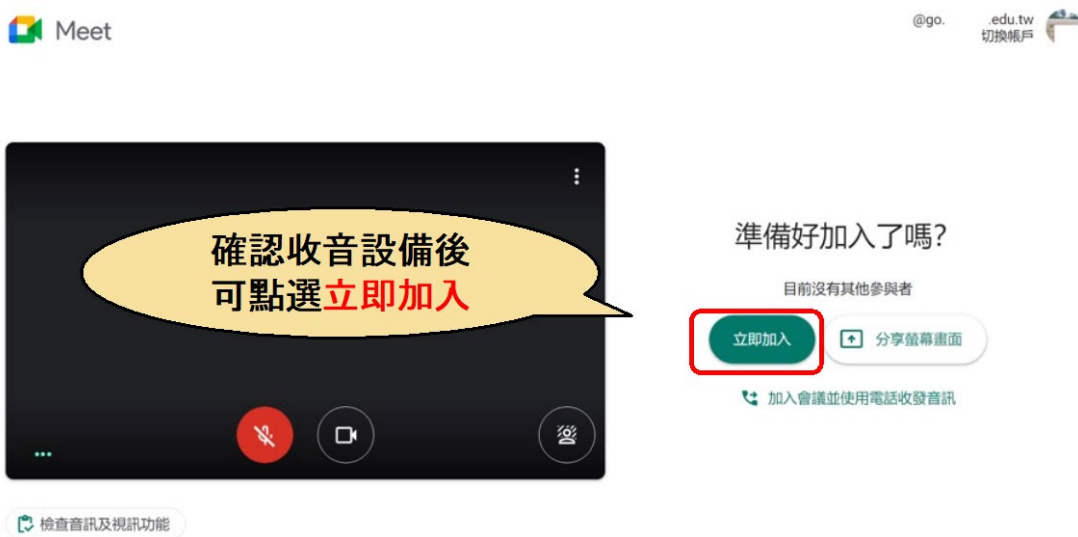 Meet
@go. .edu.tw
切換帳戶
確認收音設備後
可點選立即加入
準備好加入了嗎?
目前沒有其他參與者
立即加入
分享螢幕畫面
加入會議並使用電話收發音訊
檢查音訊及視訊功能